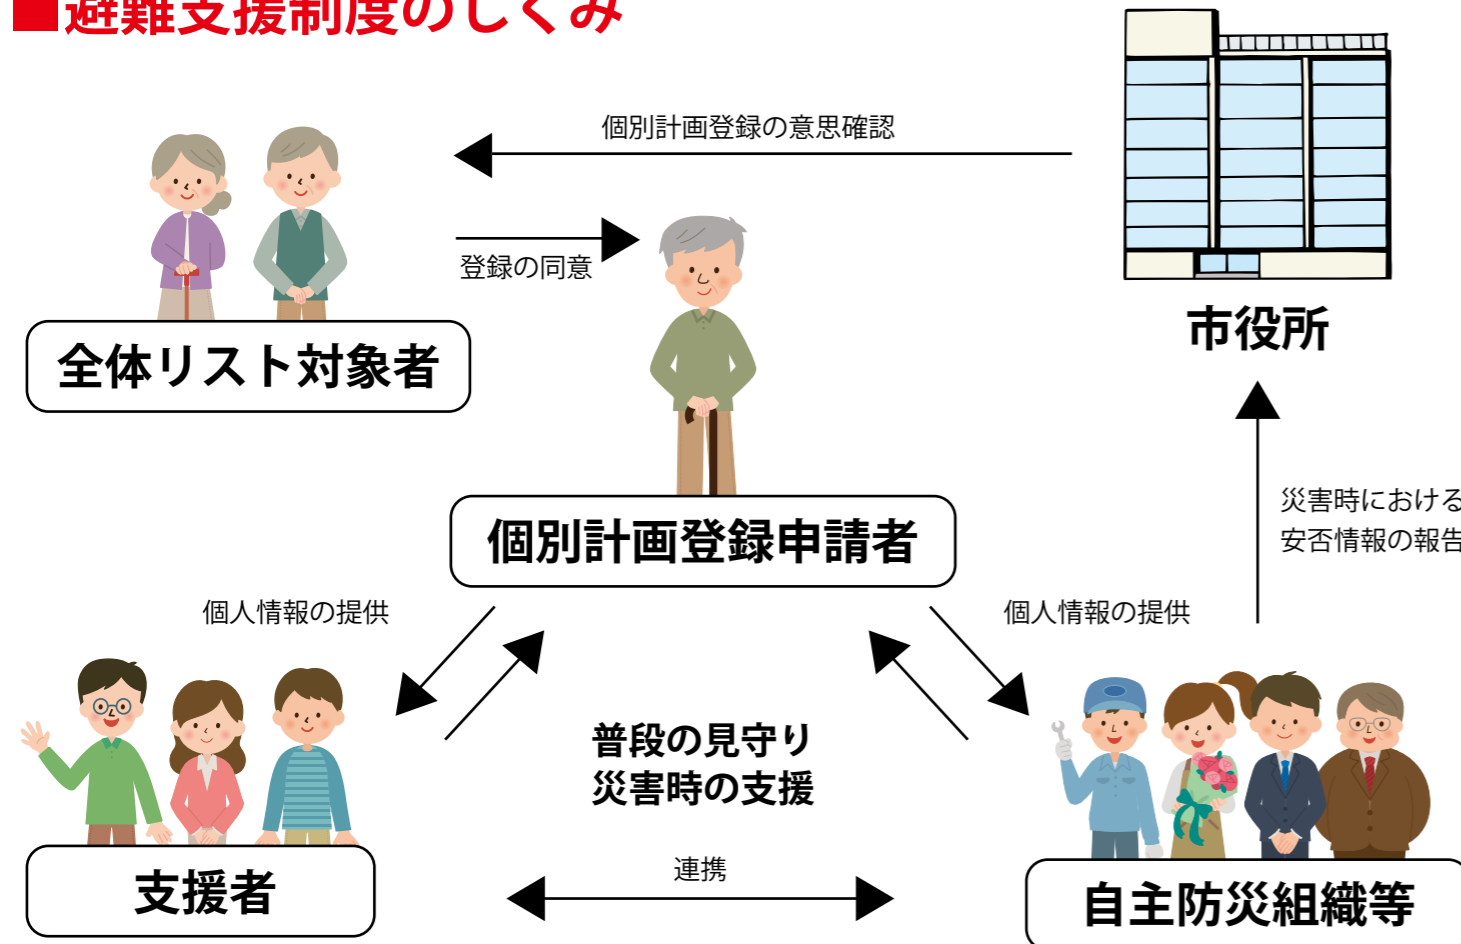 ■避難支援制度のしくみ
個別計画登録の意思確認
登録の同意
市役所
全体リスト対象者
災害時における
安否情報の報告
個別計画登録申請者
個人情報の提供
個人情報の提供
普段の見守り
災害時の支援
連携
支援者
自主防災組織等